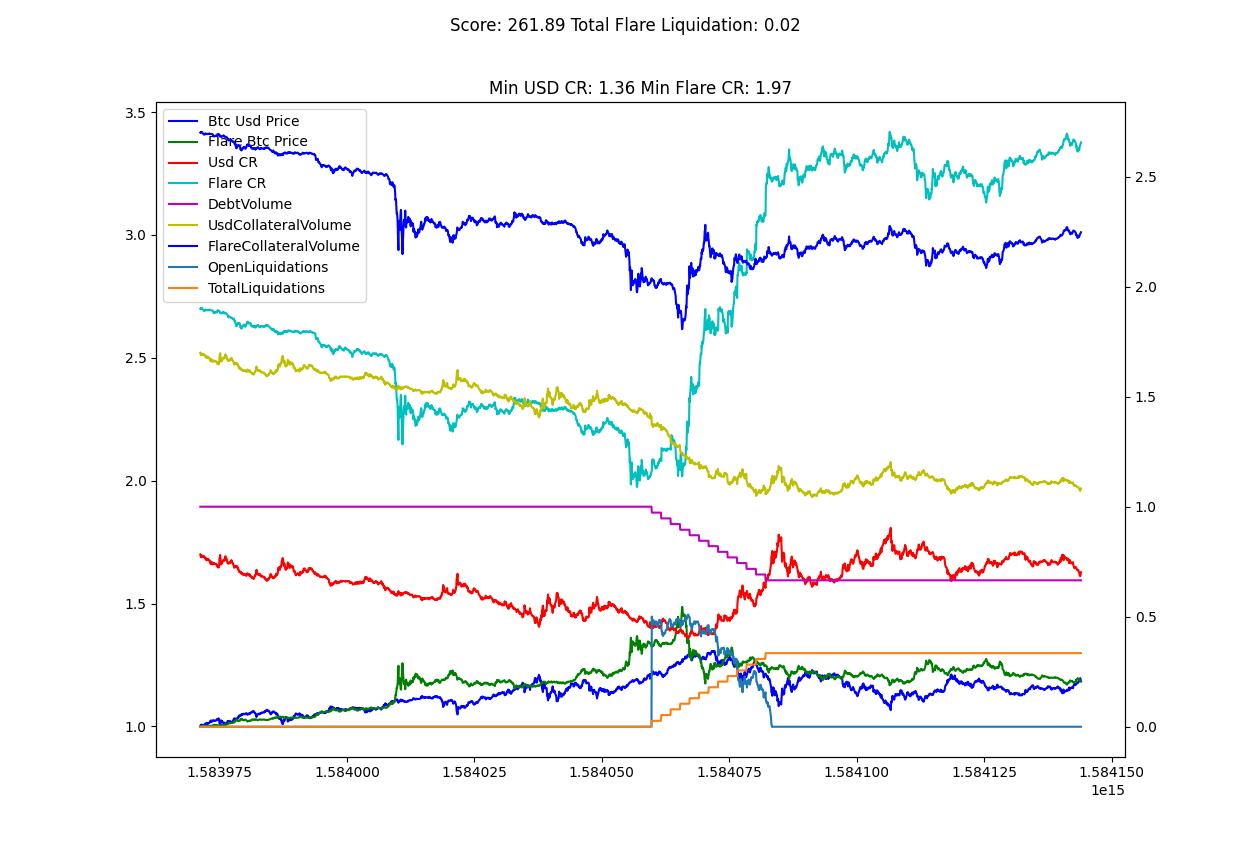 Score: 261.89 Total Flare Liquidation: 0.02
Min USD CR: 1.36 Min Flare CR: 1.97
3.5
3.0
2.5
2.0
1.5
1.0
Btc Usd Price
Flare Btc Price
Usd CR
Flare CR
DebtVolume
UsdCollateralVolume
FlareCollateralVolume
OpenLiquidations
TotalLiquidations
2.5
2.0
1.5
1.0
0.5
0.0
1.583975 1.584000 1.584025 1.584050 1.584075 1.584100 1.584125 1.584150
1e15